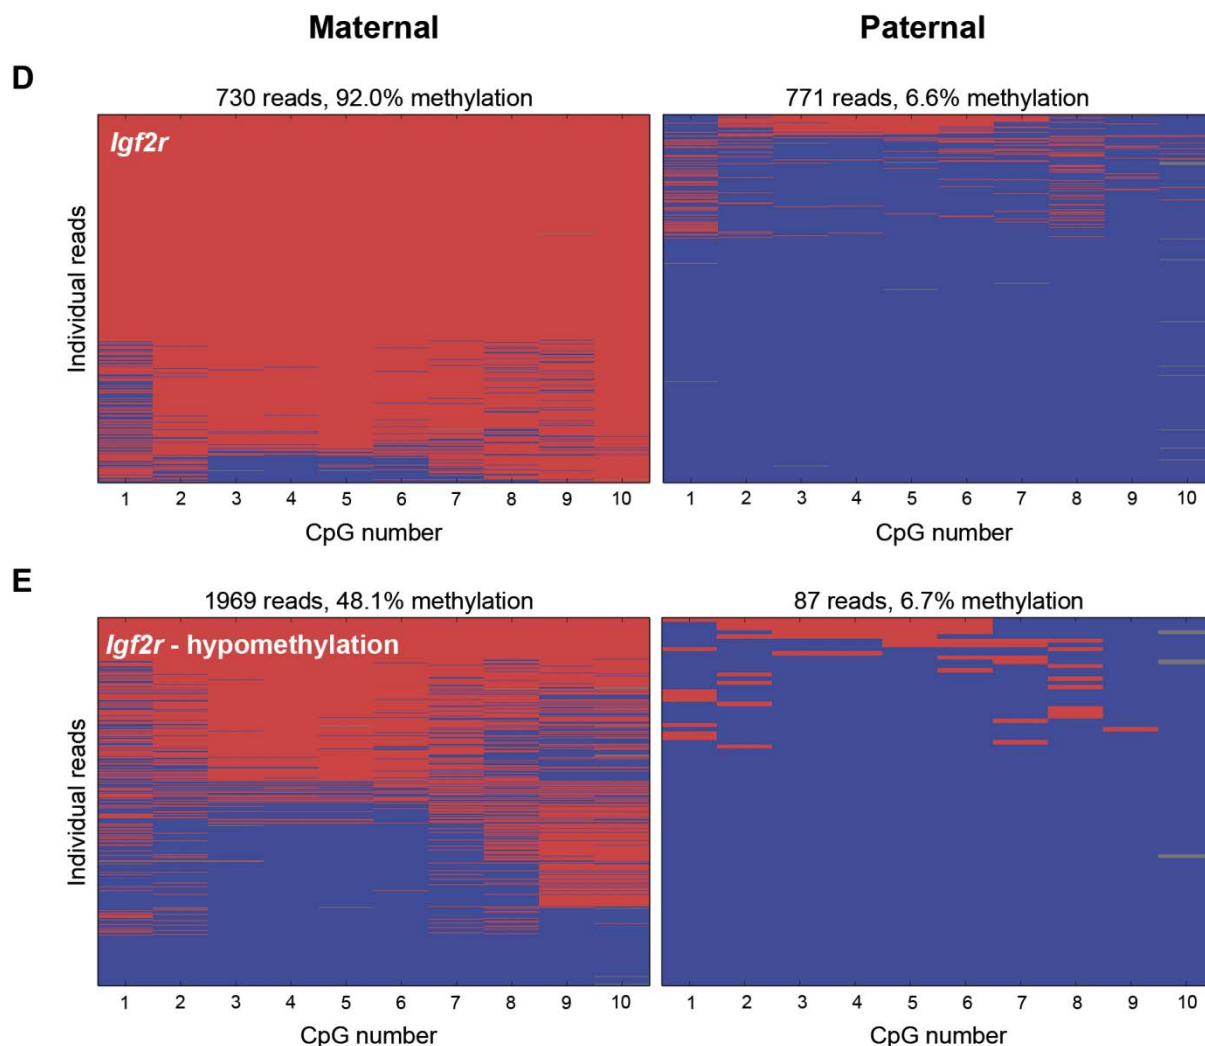 Maternal Paternal
D
730 reads, 92.0% methylation 771 reads, 6.6% methylation
Igf2r
Individual reads
1 2 3 4 5 6 7 8 9 10 1 2 3 4 5 6 7 8 9 10
CpG number CpG number
E
1969 reads, 48.1% methylation 87 reads, 6.7% methylation
Igf2r - hypomethylation
Individual reads
1 2 3 4 5 6 7 8 9 10 1 2 3 4 5 6 7 8 9 10
CpG number CpG number